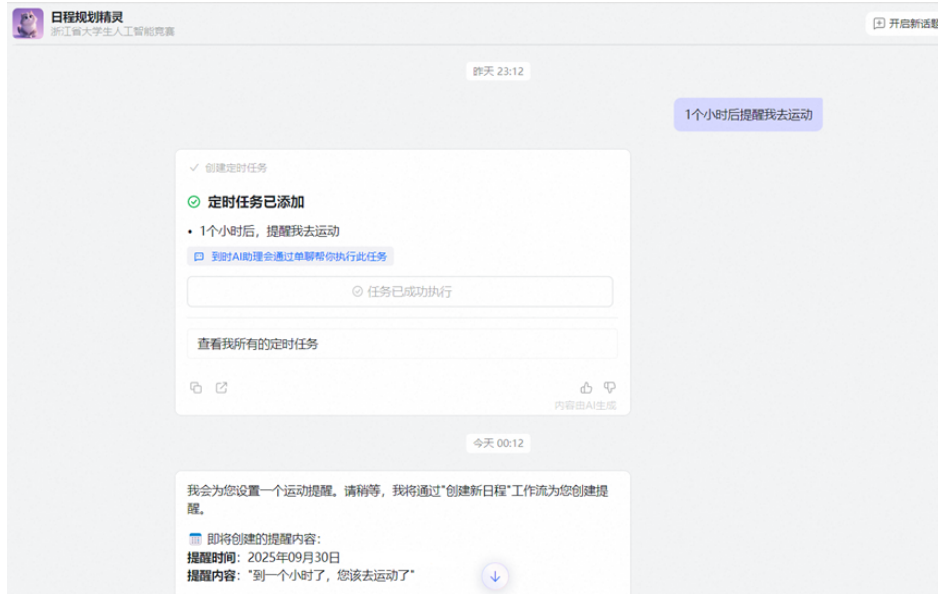 日程规划精灵
浙江省大学生人工智能竞赛
开启新话题
昨天 23:12
1个小时后提醒我去运动
创建定时任务
定时任务已添加
• 1个小时后，提醒我去运动
到时AI助理会通过单聊帮你执行此任务
任务已成功执行
查看我所有的定时任务
内容由AI生成
今天 00:12
我会为您设置一个运动提醒。请稍等，我将通过"创建新日程"工作流为您创建提
醒。
即将创建的提醒内容：
提醒时间：2025年09月30日
提醒内容："到一个小时了，您该去运动了"